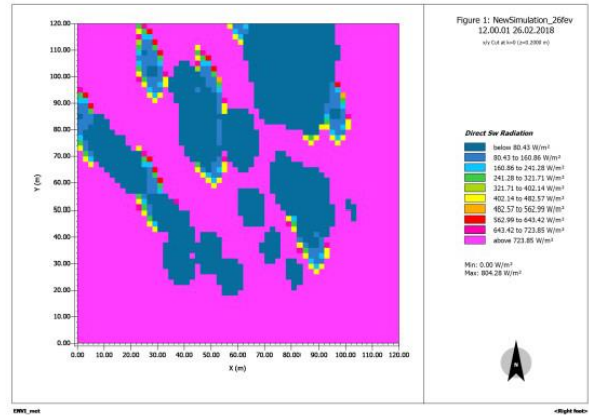 Figure 1: NewSimulation_26fev
12.00.01 26.02.2018
x/y Cut at k=0 (z=0.2000 m)
120.00
110.00
100.00
90.00
80.00
70.00
60.00
50.00
40.00
30.00
20.00
10.00
0.00
Y (m)
0.00 10.00 20.00 30.00 40.00 50.00 60.00 70.00 80.00 90.00 100.00 110.00 120.00
X (m)
Direct Sw Radiation
below 80.43 W/m²
80.43 to 160.86 W/m²
160.86 to 241.28 W/m²
241.28 to 321.71 W/m²
321.71 to 402.14 W/m²
402.14 to 482.57 W/m²
482.57 to 562.99 W/m²
562.99 to 643.42 W/m²
643.42 to 723.85 W/m²
above 723.85 W/m²
Min: 0.00 W/m²
Max: 804.28 W/m²
N
ENVI_met
<Right foot>